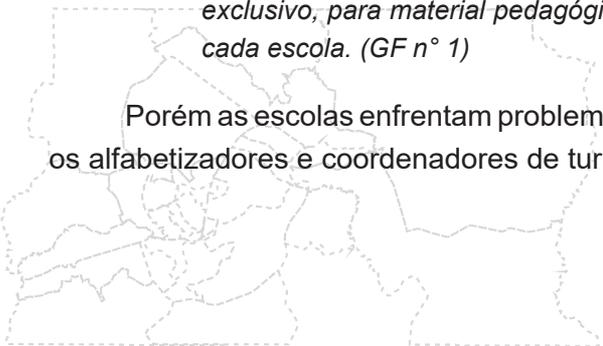 exclusivo, para material pedagógi
cada escola. (GF n° 1)
Porém as escolas enfrentam problem
os alfabetizadores e coordenadores de tur